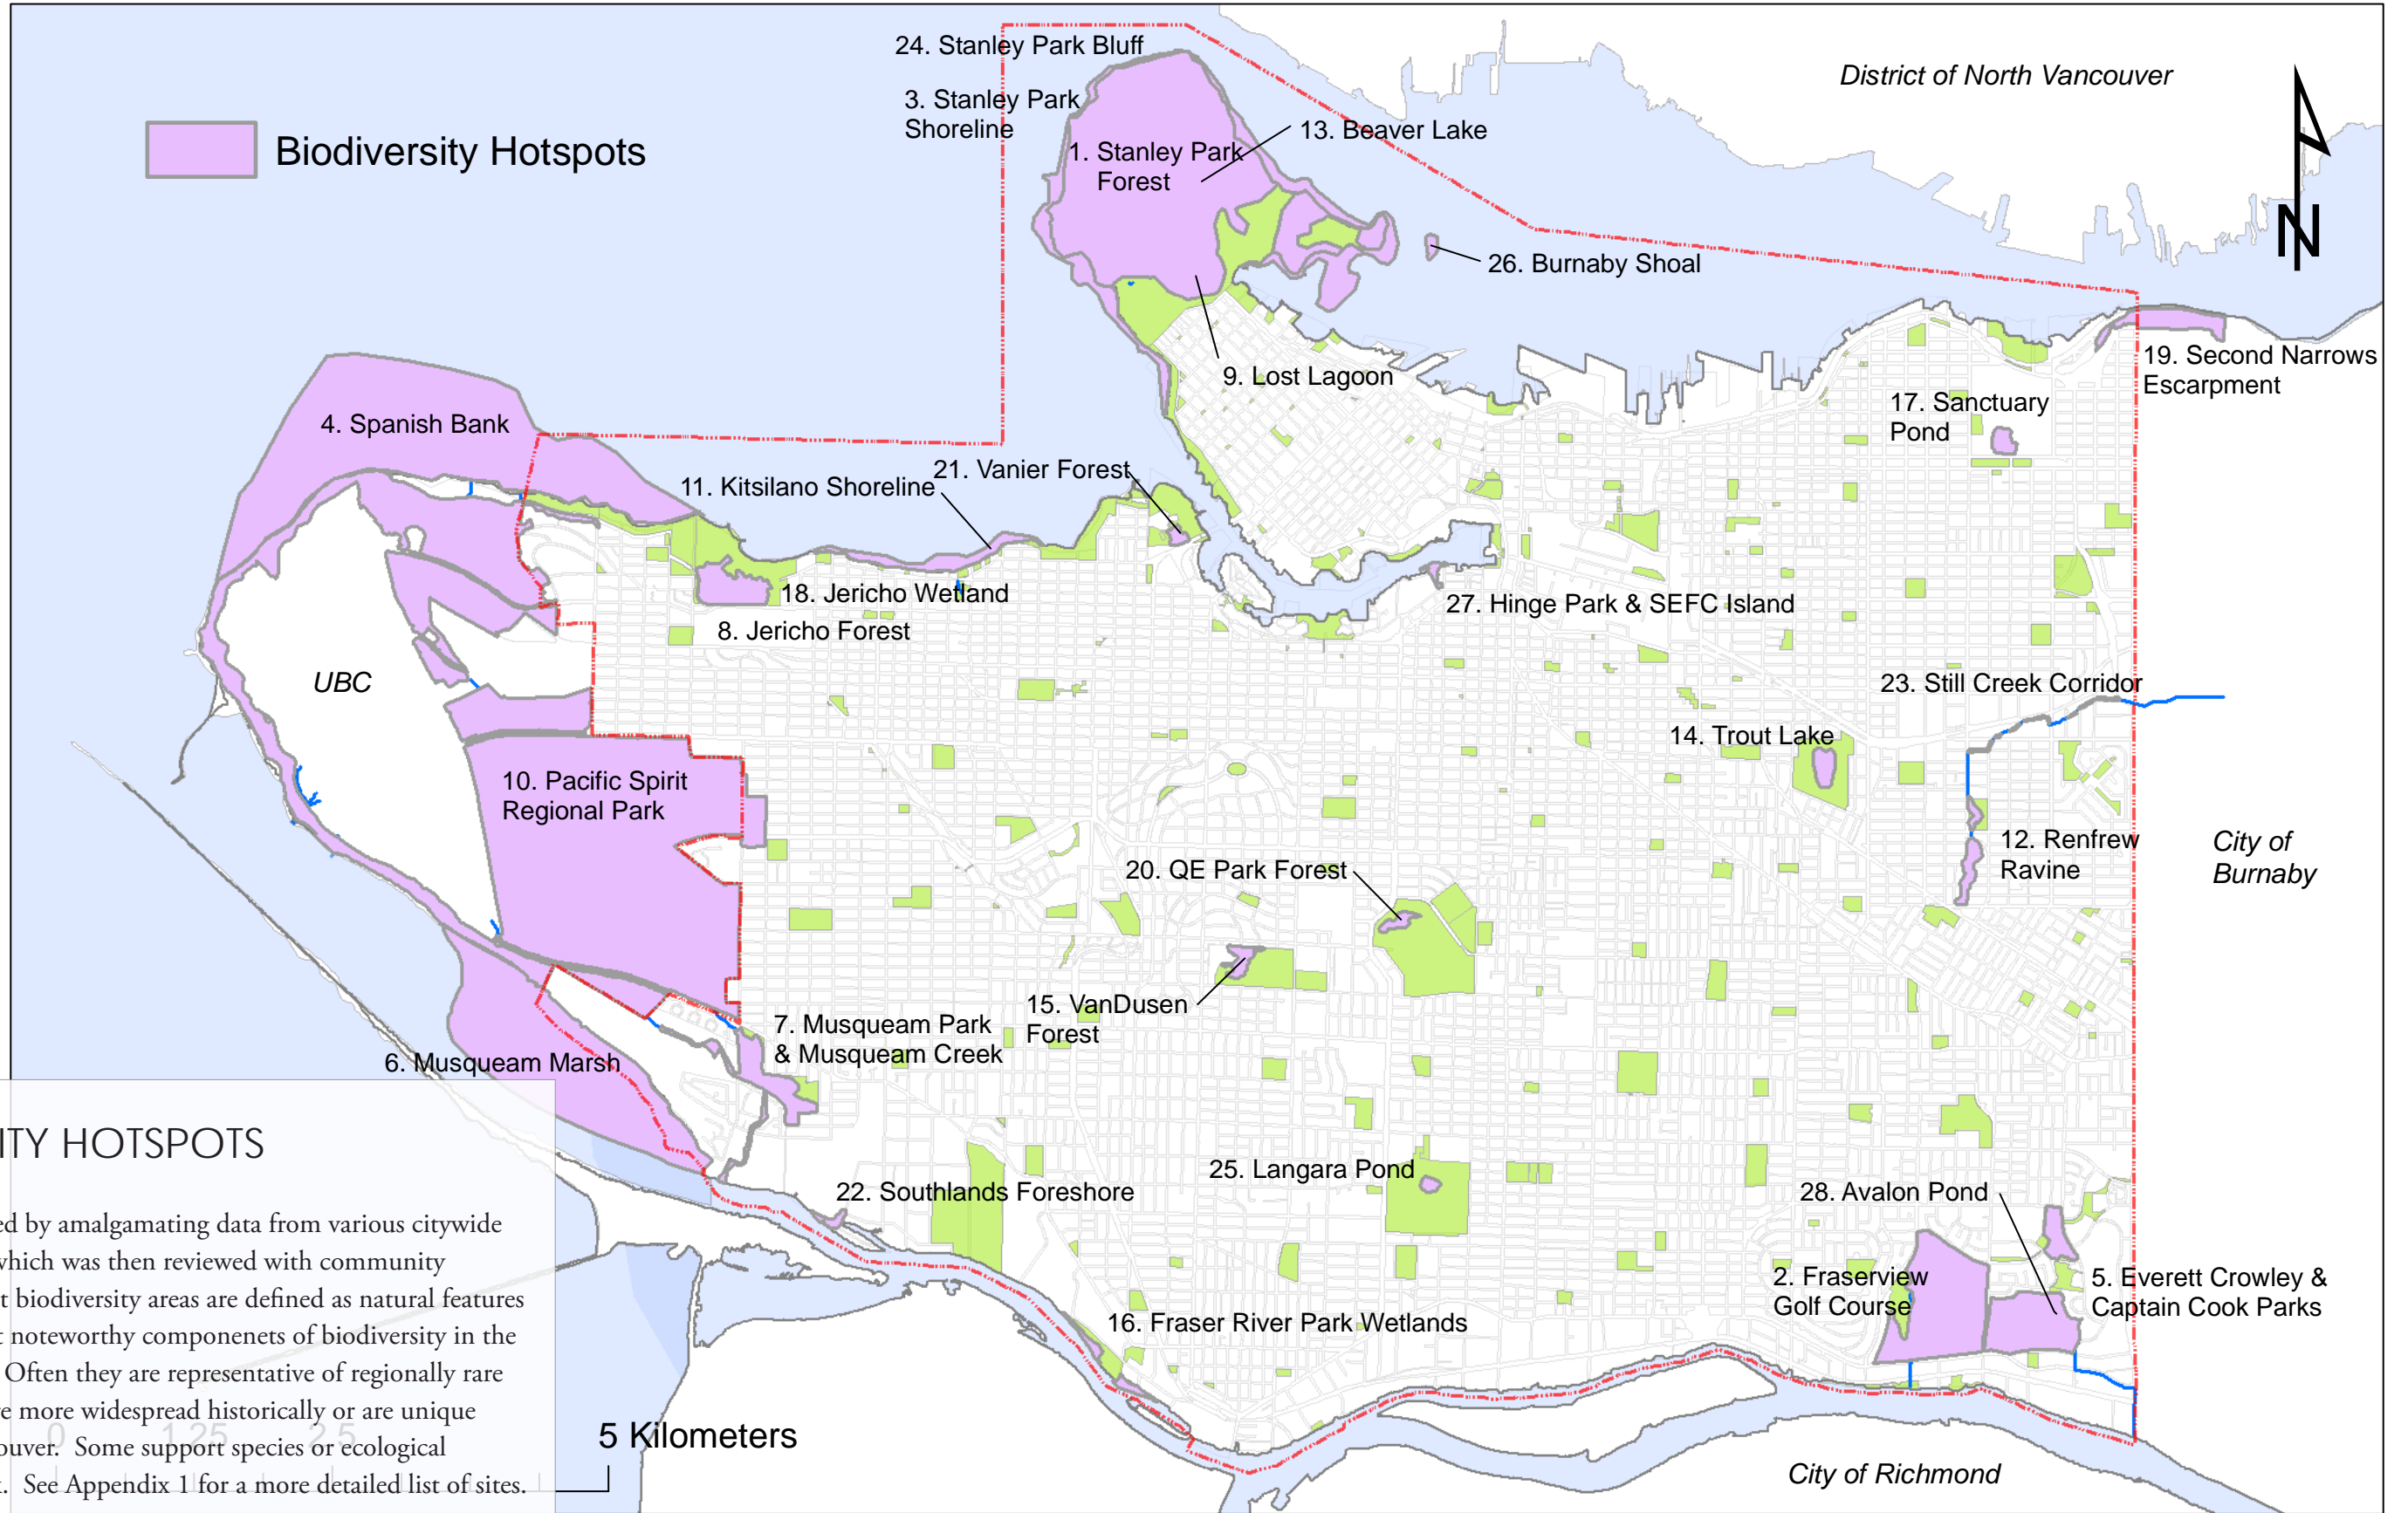 24. Stanley Park Bluff
District of North Vancouver
3. Stanley Park
Shoreline
13. Beaver Lake
Biodiversity Hotspots
1. Stanley Park
Forest
N
26. Burnaby Shoal
19. Second Narrows
Escarpment
9. Lost Lagoon
17. Sanctuary
Pond
4. Spanish Bank
21. Vanier Forest
11. Kitsilano Shoreline
18. Jericho Wetland
27. Hinge Park & SEFC Island
8. Jericho Forest
UBC
23. Still Creek Corridor
14. Trout Lake
10. Pacific Spirit
Regional Park
12. Renfrew
Ravine
City of
Burnaby
20. QE Park Forest
15. VanDusen
Forest
7. Musqueam Park
& Musqueam Creek
6. Musqueam Marsh
25. Langara Pond
22. Southlands Foreshore
28. Avalon Pond
2. Fraserview
Golf Course
5. Everett Crowley &
Captain Cook Parks
16. Fraser River Park Wetlands
City of Richmond
ITY HOTSPOTS
ed by amalgamating data from various citywide
which was then reviewed with community
t biodiversity areas are defined as natural features
t noteworthy componenets of biodiversity in the
Often they are representative of regionally rare
re more widespread historically or are unique
ouver. Some support species or ecological
k. See Appendix 1 for a more detailed list of sites.
0 1.25 2.5 5 Kilometers